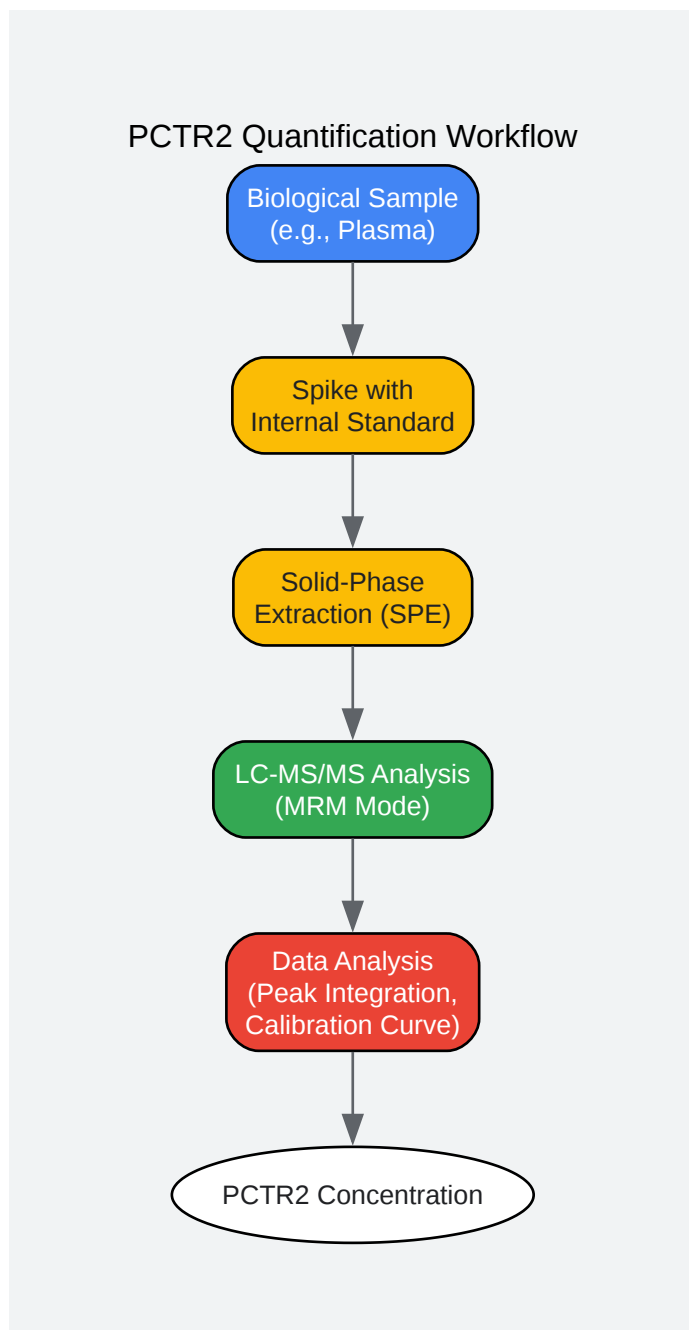 PCTR2 Quantification Workflow
Biological Sample
(e.g., Plasma)
Spike with
Internal Standard
Solid-Phase
Extraction (SPE)
LC-MS/MS Analysis
(MRM Mode)
Data Analysis
(Peak Integration,
Calibration Curve)
PCTR2 Concentration